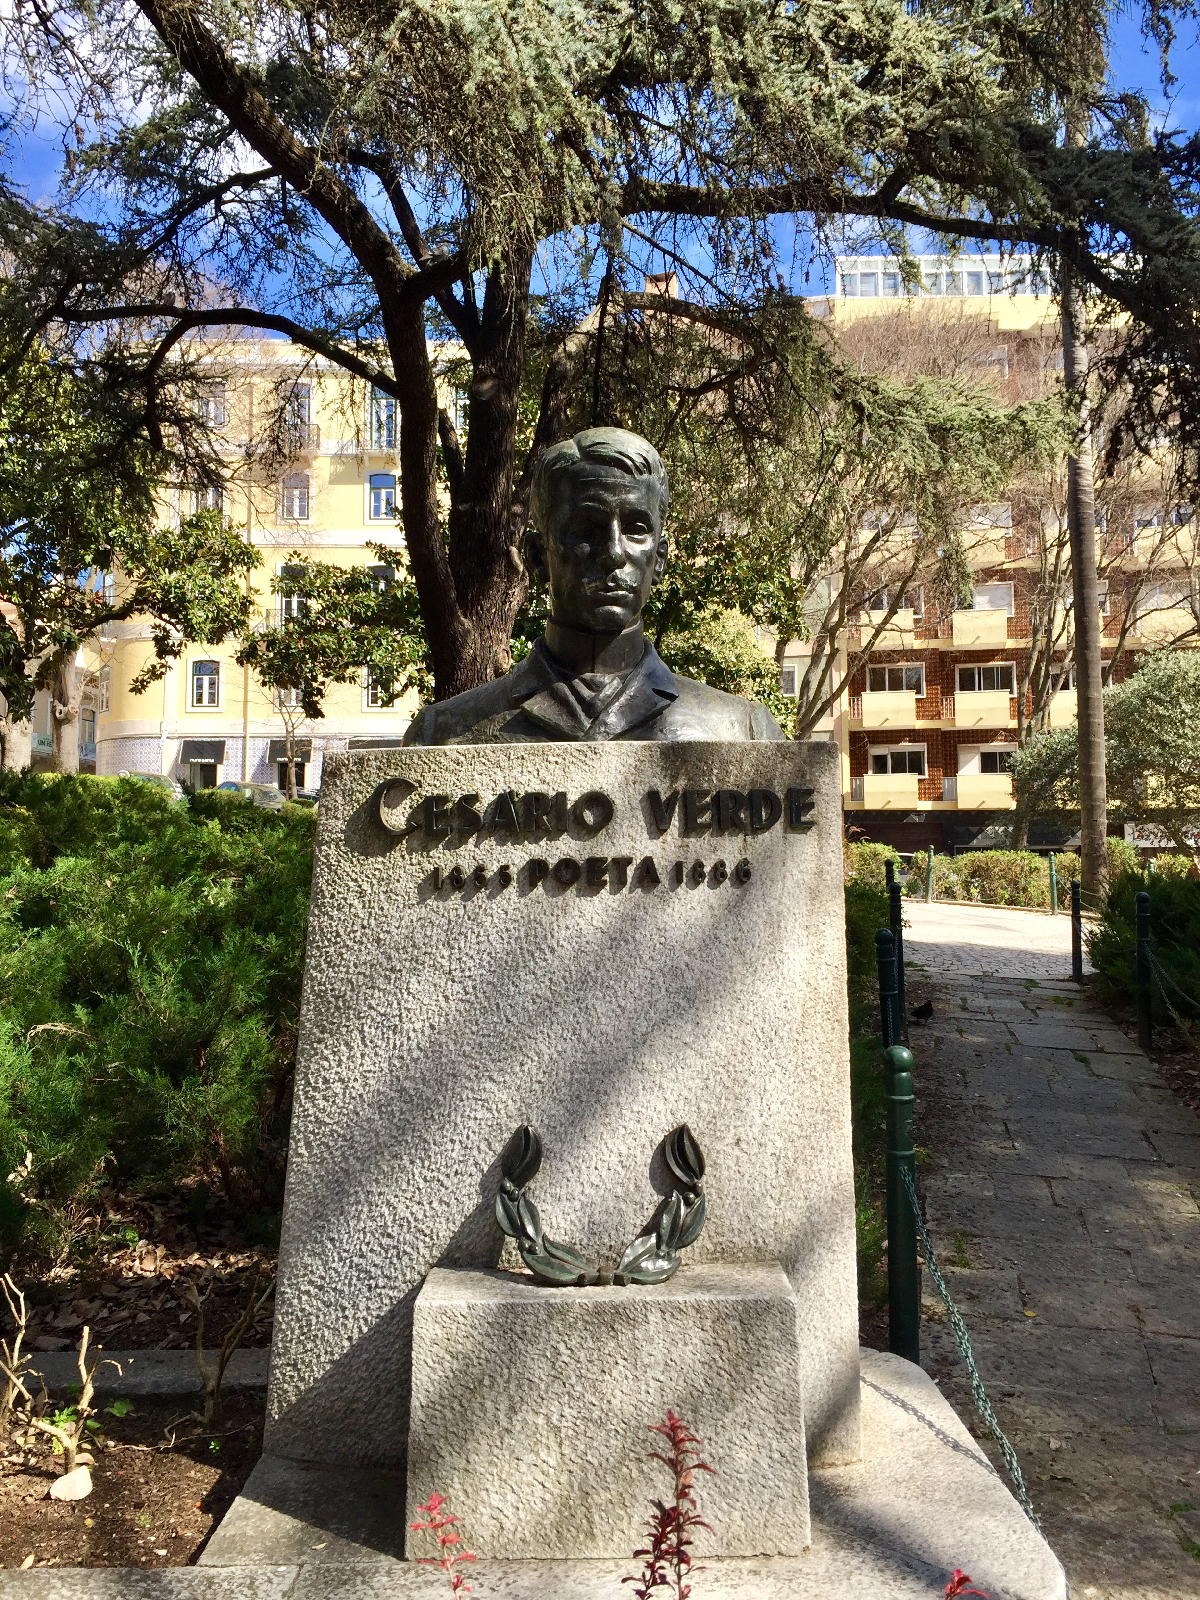 CESÁRIO VERDE
1855 POETA 1886